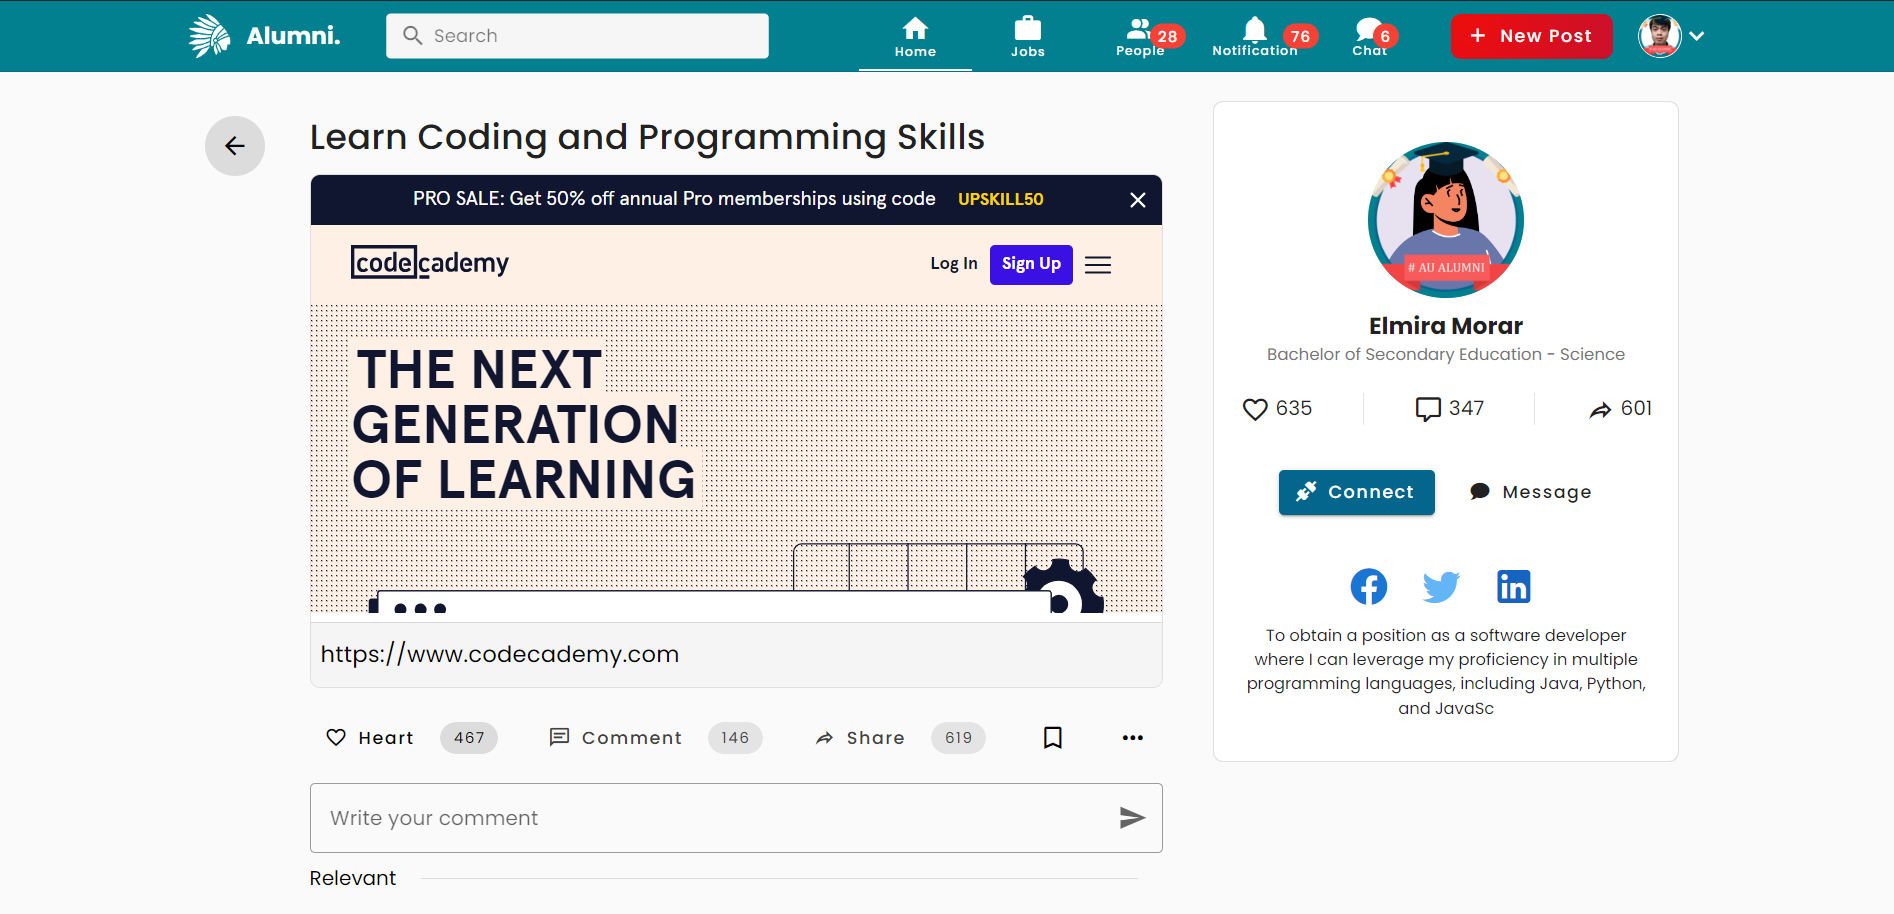 Alumni.
Search
Home
Jobs
People
28
Notification
76
Chat
6
+ New Post
Learn Coding and Programming Skills
PRO SALE: Get 50% off annual Pro memberships using code UPSKILL50
codecademy
Log In
Sign Up
THE NEXT
GENERATION
OF LEARNING
https://www.codecademy.com
Heart 467
Comment 146
Share 619
Write your comment
Relevant
# AU ALUMNI
Elmira Morar
Bachelor of Secondary Education - Science
635
347
601
Connect
Message
To obtain a position as a software developer
where I can leverage my proficiency in multiple
programming languages, including Java, Python,
and JavaSc